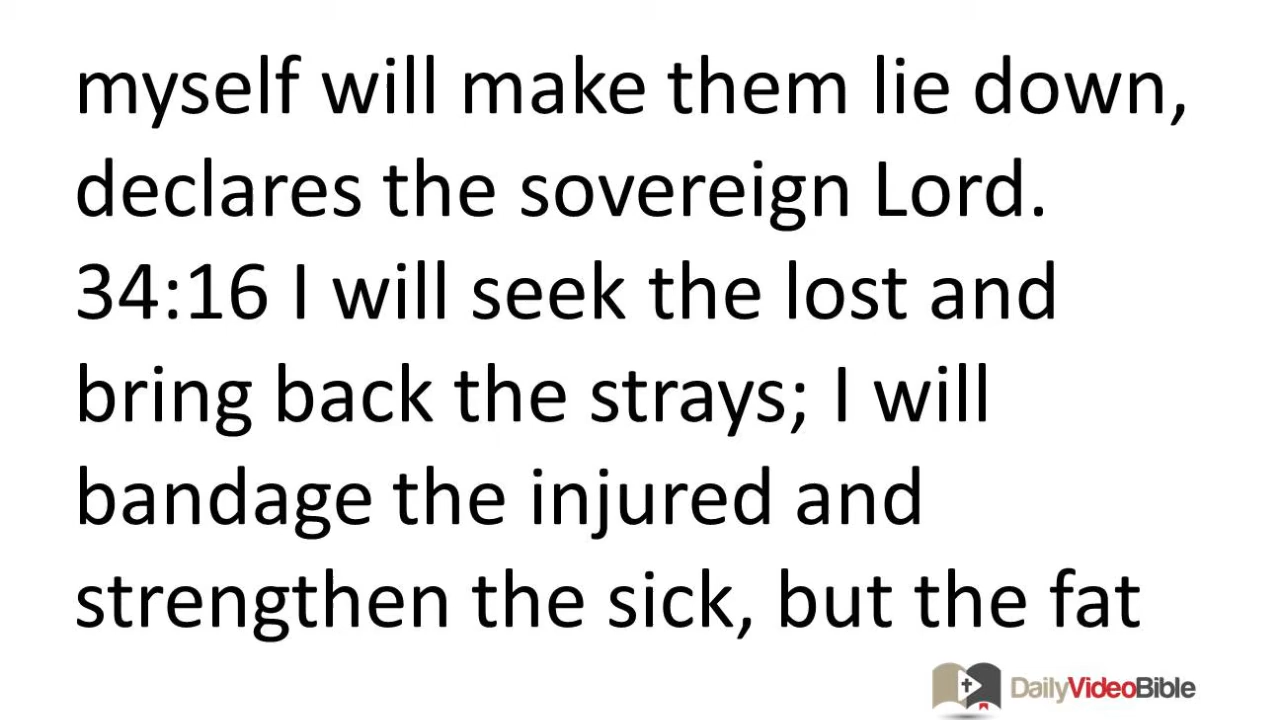 myself will make them lie down,
declares the sovereign Lord.
34:16 I will seek the lost and
bring back the strays; I will
bandage the injured and
strengthen the sick, but the fat
DailyVideoBible